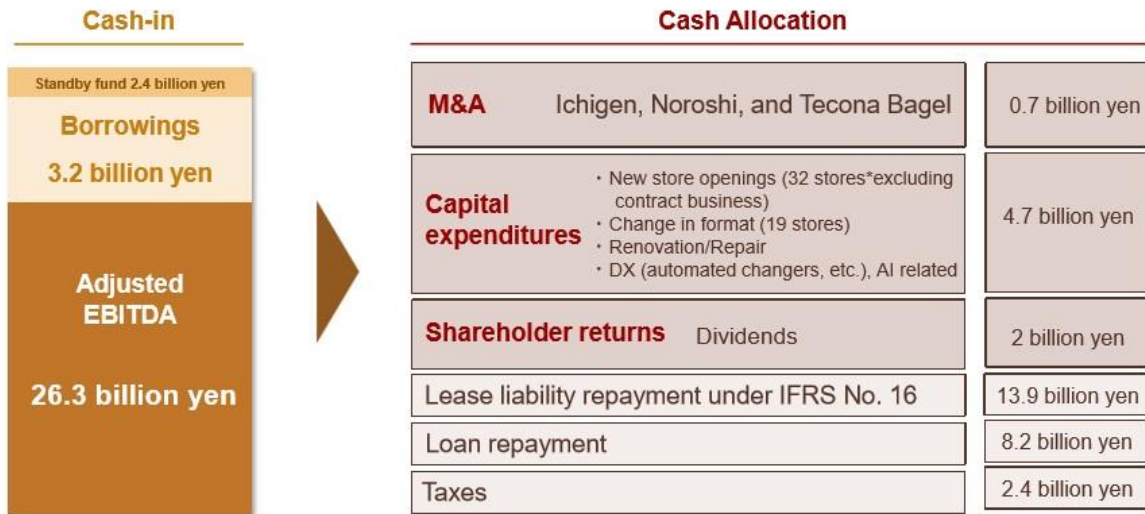 Cash-in
Standby fund 2.4 billion yen
Borrowings
3.2 billion yen
Adjusted
EBITDA
26.3 billion yen
Cash Allocation
M&A Ichigen, Noroshi, and Tecona Bagel 0.7 billion yen
Capital
expenditures
・New store openings (32 stores*excluding
contract business)
・Change in format (19 stores)
・Renovation/Repair
・DX (automated changers, etc.), AI related
4.7 billion yen
Shareholder returns Dividends 2 billion yen
Lease liability repayment under IFRS No. 16 13.9 billion yen
Loan repayment 8.2 billion yen
Taxes 2.4 billion yen